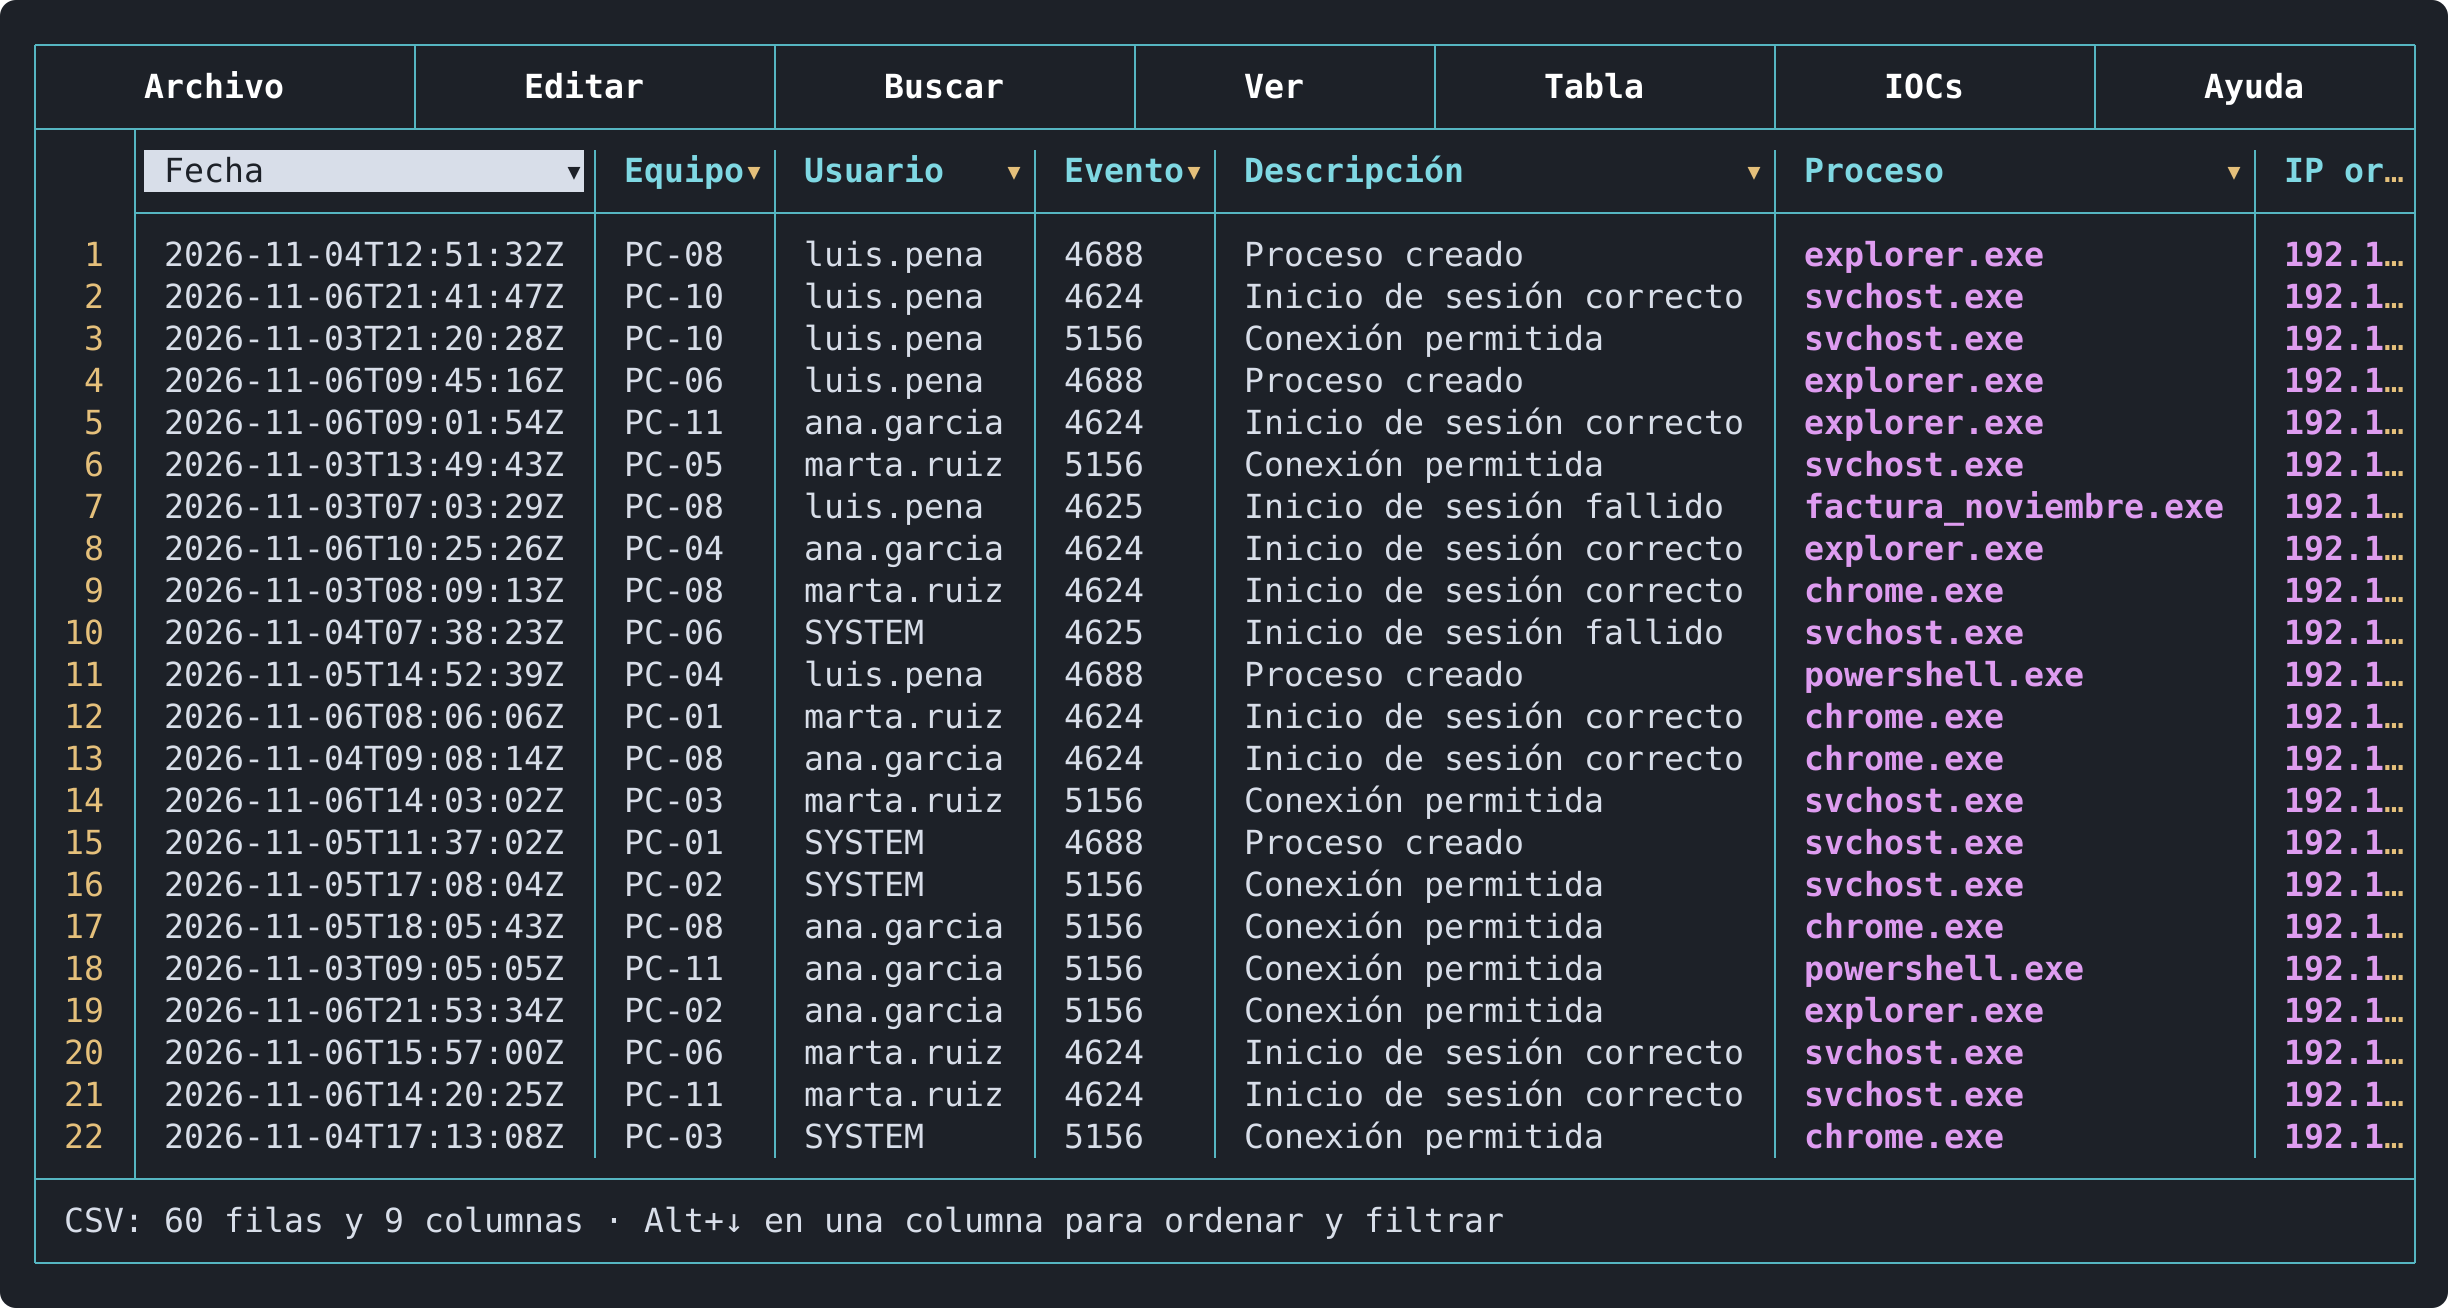 Archivo Editar Buscar Ver Tabla IOCs Ayuda
Fecha ▼ Equipo▼ Usuario ▼ Evento▼ Descripción ▼ Proceso ▼ IP or…
1 2026-11-04T12:51:32Z PC-08 luis.pena 4688 Proceso creado explorer.exe 192.1…
2 2026-11-06T21:41:47Z PC-10 luis.pena 4624 Inicio de sesión correcto svchost.exe 192.1…
3 2026-11-03T21:20:28Z PC-10 luis.pena 5156 Conexión permitida svchost.exe 192.1…
4 2026-11-06T09:45:16Z PC-06 luis.pena 4688 Proceso creado explorer.exe 192.1…
5 2026-11-06T09:01:54Z PC-11 ana.garcia 4624 Inicio de sesión correcto explorer.exe 192.1…
6 2026-11-03T13:49:43Z PC-05 marta.ruiz 5156 Conexión permitida svchost.exe 192.1…
7 2026-11-03T07:03:29Z PC-08 luis.pena 4625 Inicio de sesión fallido factura_noviembre.exe 192.1…
8 2026-11-06T10:25:26Z PC-04 ana.garcia 4624 Inicio de sesión correcto explorer.exe 192.1…
9 2026-11-03T08:09:13Z PC-08 marta.ruiz 4624 Inicio de sesión correcto chrome.exe 192.1…
10 2026-11-04T07:38:23Z PC-06 SYSTEM 4625 Inicio de sesión fallido svchost.exe 192.1…
11 2026-11-05T14:52:39Z PC-04 luis.pena 4688 Proceso creado powershell.exe 192.1…
12 2026-11-06T08:06:06Z PC-01 marta.ruiz 4624 Inicio de sesión correcto chrome.exe 192.1…
13 2026-11-04T09:08:14Z PC-08 ana.garcia 4624 Inicio de sesión correcto chrome.exe 192.1…
14 2026-11-06T14:03:02Z PC-03 marta.ruiz 5156 Conexión permitida svchost.exe 192.1…
15 2026-11-05T11:37:02Z PC-01 SYSTEM 4688 Proceso creado svchost.exe 192.1…
16 2026-11-05T17:08:04Z PC-02 SYSTEM 5156 Conexión permitida svchost.exe 192.1…
17 2026-11-05T18:05:43Z PC-08 ana.garcia 5156 Conexión permitida chrome.exe 192.1…
18 2026-11-03T09:05:05Z PC-11 ana.garcia 5156 Conexión permitida powershell.exe 192.1…
19 2026-11-06T21:53:34Z PC-02 ana.garcia 5156 Conexión permitida explorer.exe 192.1…
20 2026-11-06T15:57:00Z PC-06 marta.ruiz 4624 Inicio de sesión correcto svchost.exe 192.1…
21 2026-11-06T14:20:25Z PC-11 marta.ruiz 4624 Inicio de sesión correcto svchost.exe 192.1…
22 2026-11-04T17:13:08Z PC-03 SYSTEM 5156 Conexión permitida chrome.exe 192.1…
CSV: 60 filas y 9 columnas · Alt+↓ en una columna para ordenar y filtrar